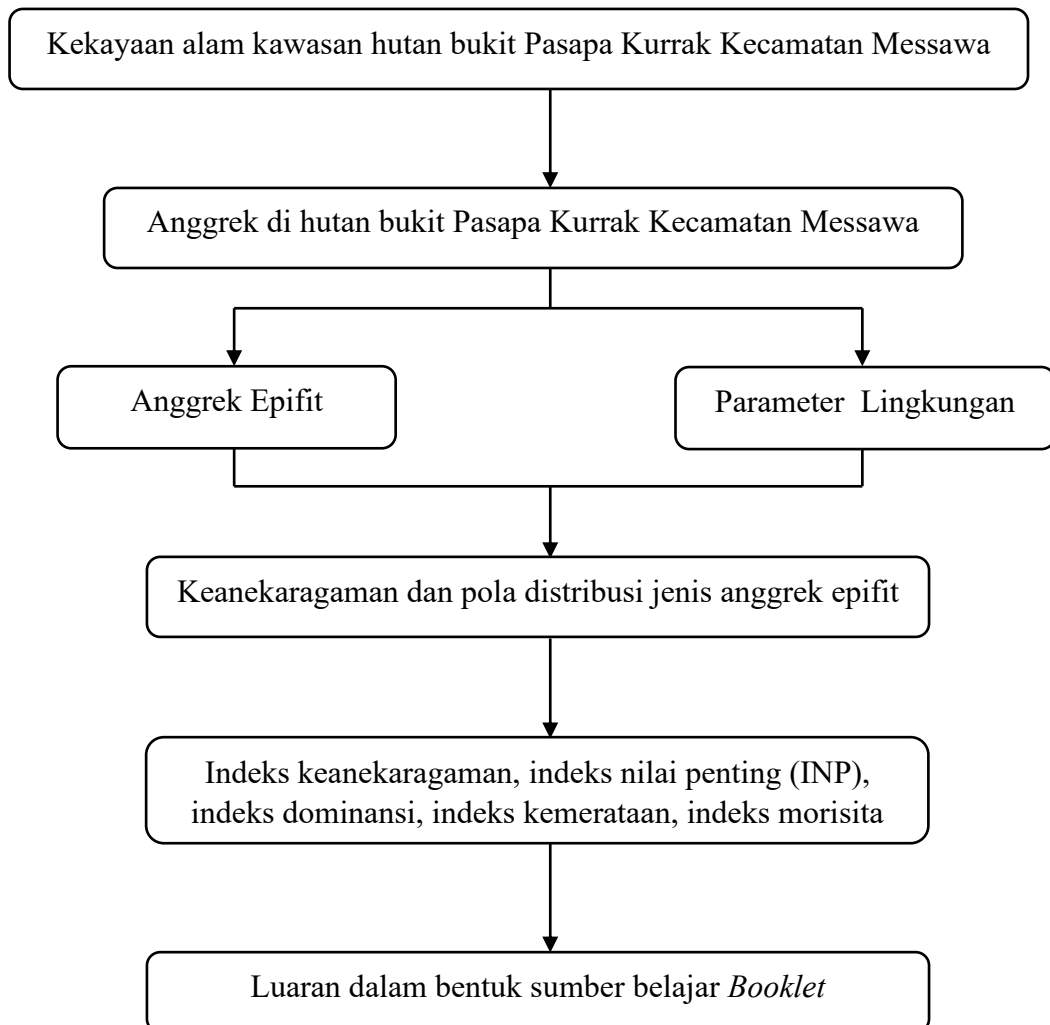 Kekayaan alam kawasan hutan bukit Pasapa Kurrak Kecamatan Messawa
Anggrek di hutan bukit Pasapa Kurrak Kecamatan Messawa
Anggrek Epifit
Parameter Lingkungan
Keanekaragaman dan pola distribusi jenis anggrek epifit
Indeks keanekaragaman, indeks nilai penting (INP),
indeks dominansi, indeks kemerataan, indeks morisita
Luaran dalam bentuk sumber belajar Booklet